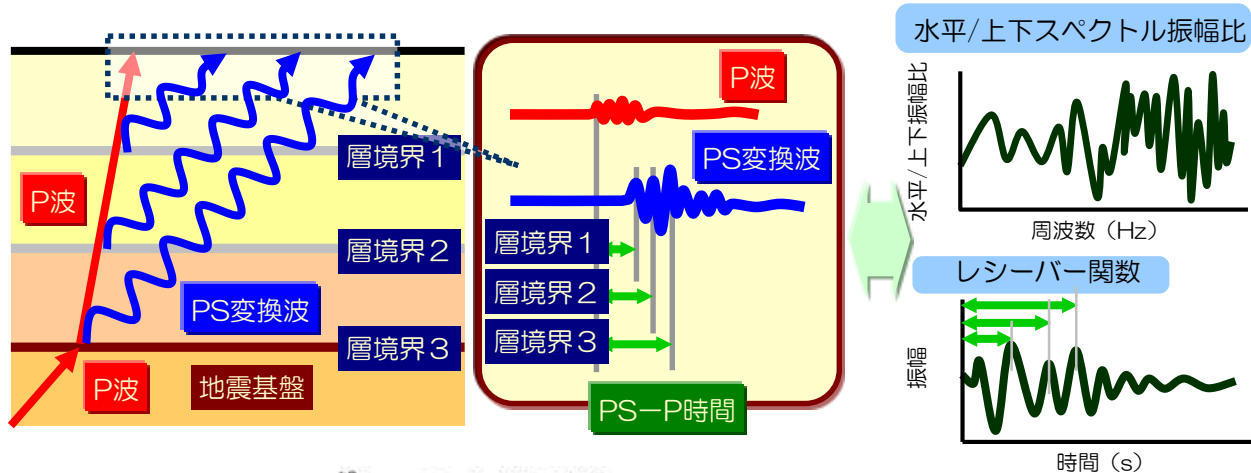 層境界1
P波
層境界2
PS変換波
層境界3
P波
地震基盤
P波
PS変換波
層境界1
層境界2
層境界3
PS－P時間
水平/上下スペクトル振幅比
水平/上下振幅比
周波数（Hz）
レシーバー関数
振幅
時間（s）